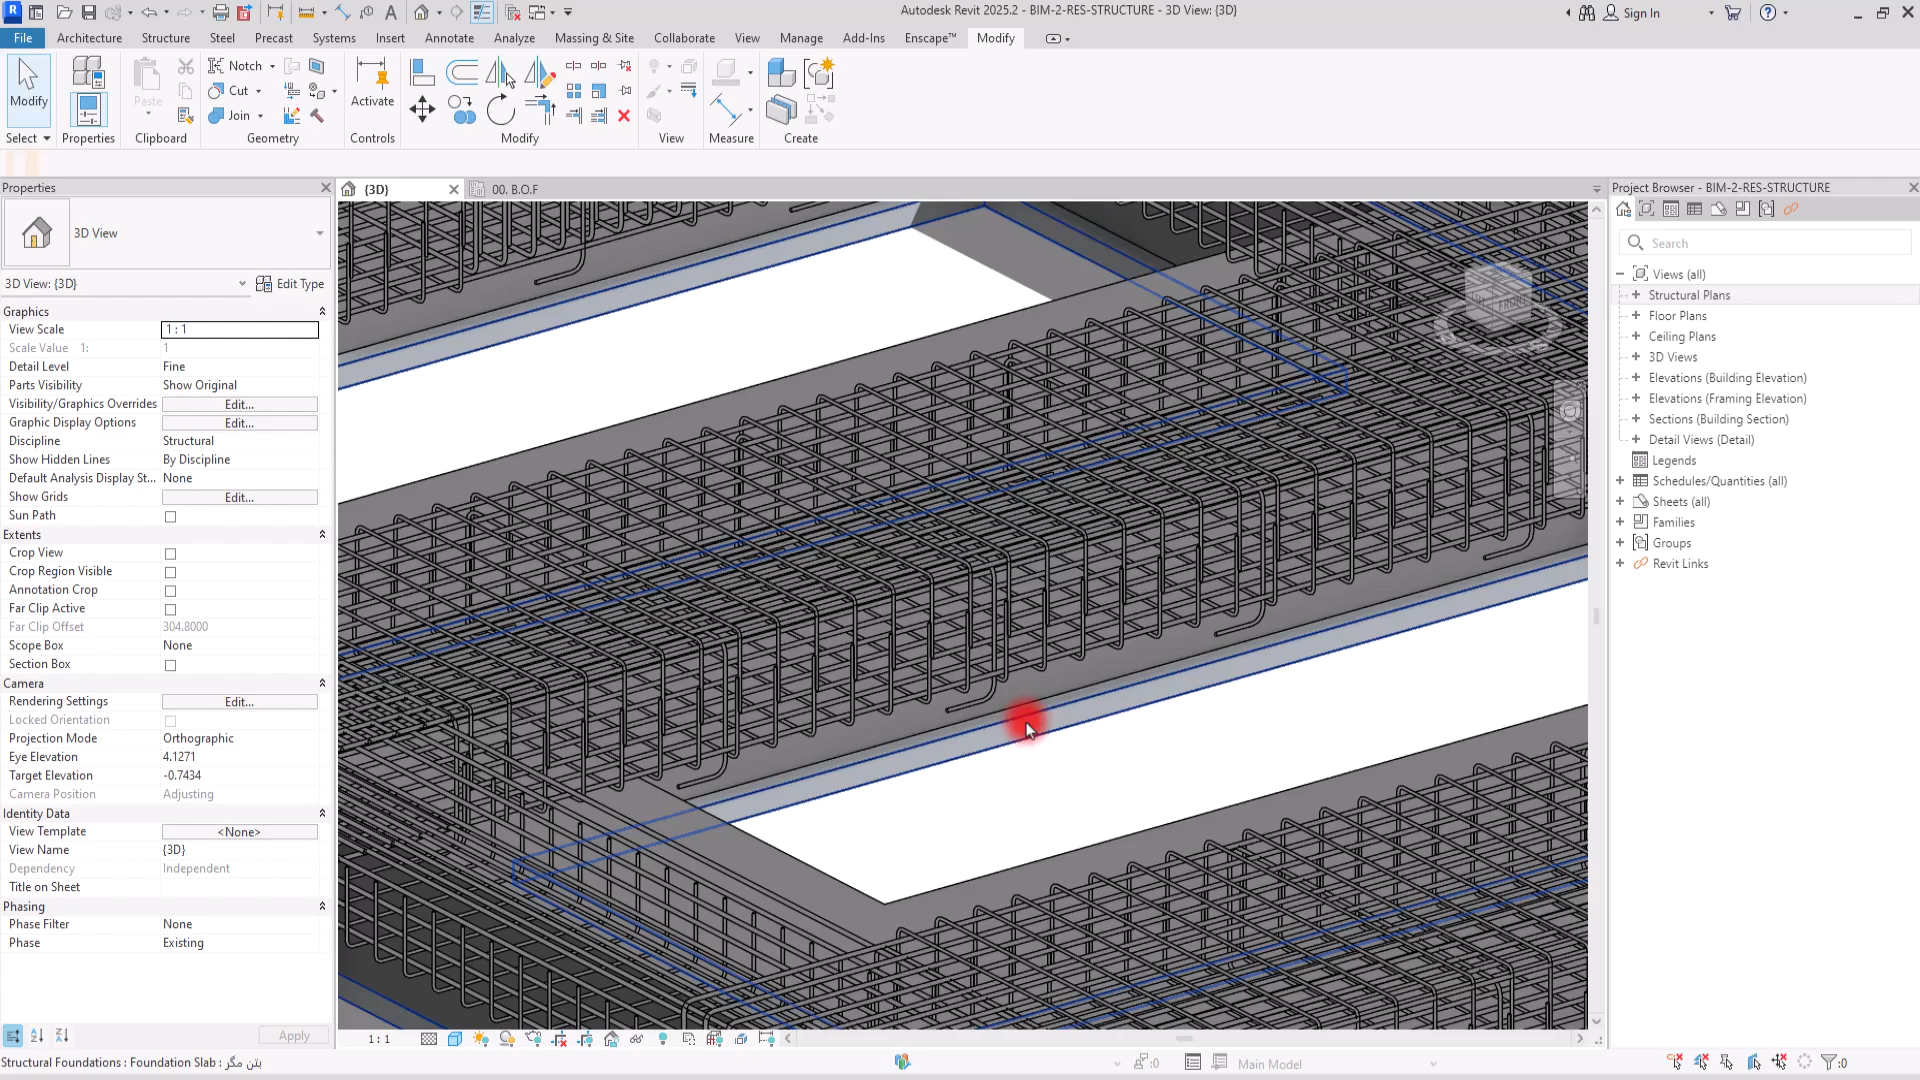 Autodesk Revit 2025.2 - BIM-2-RES-STRUCTURE - 3D View: {3D}
Sign In
File
Architecture
Structure
Steel
Precast
Systems
Insert
Annotate
Analyze
Massing & Site
Collaborate
View
Manage
Add-Ins
Enscape™
Modify
Modify
Select
Properties
Paste
Clipboard
Notch
Cut
Join
Geometry
Activate
Controls
Modify
View
Measure
Create
Properties
{3D}
00. B.O.F
Project Browser - BIM-2-RES-STRUCTURE
3D View
3D View: {3D}
Edit Type
Graphics
View Scale 1 : 1
Scale Value 1: 1
Detail Level Fine
Parts Visibility Show Original
Visibility/Graphics Overrides Edit...
Graphic Display Options Edit...
Discipline Structural
Show Hidden Lines By Discipline
Default Analysis Display St... None
Show Grids Edit...
Sun Path
Extents
Crop View
Crop Region Visible
Annotation Crop
Far Clip Active
Far Clip Offset 304.8000
Scope Box None
Section Box
Camera
Rendering Settings Edit...
Locked Orientation
Projection Mode Orthographic
Eye Elevation 4.1271
Target Elevation -0.7434
Camera Position Adjusting
Identity Data
View Template <None>
View Name {3D}
Dependency Independent
Title on Sheet
Phasing
Phase Filter None
Phase Existing
Apply
FRONT
Search
Views (all)
Structural Plans
Floor Plans
Ceiling Plans
3D Views
Elevations (Building Elevation)
Elevations (Framing Elevation)
Sections (Building Section)
Detail Views (Detail)
Legends
Schedules/Quantities (all)
Sheets (all)
Families
Groups
Revit Links
1 : 1
Structural Foundations : Foundation Slab : بتن مگر
:0
Main Model
:0